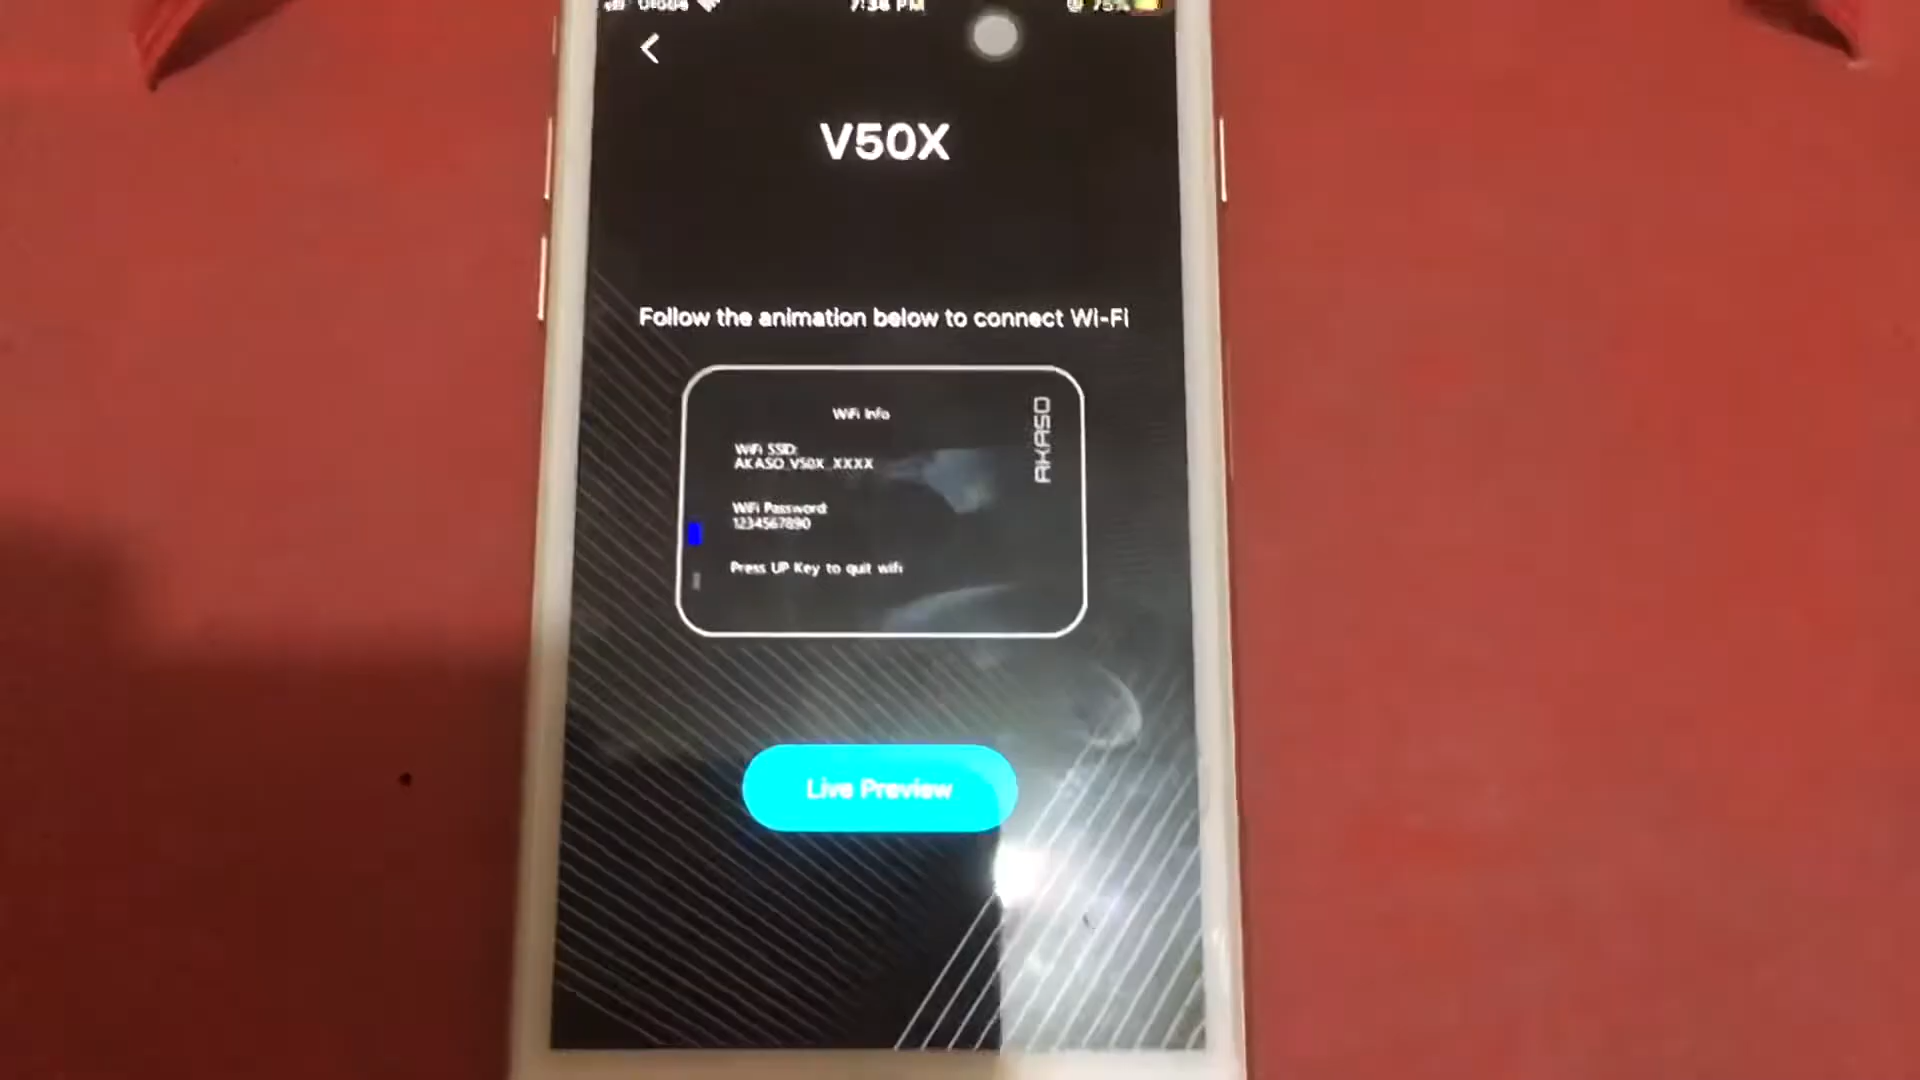 7:36 PM
75%
V50X
Follow the animation below to connect Wi-Fi
WiFi Info
AKASO
WiFi SSID:
AKASO_V50X_XXXX
WiFi Password:
1234567890
Press UP Key to quit wifi
Live Preview